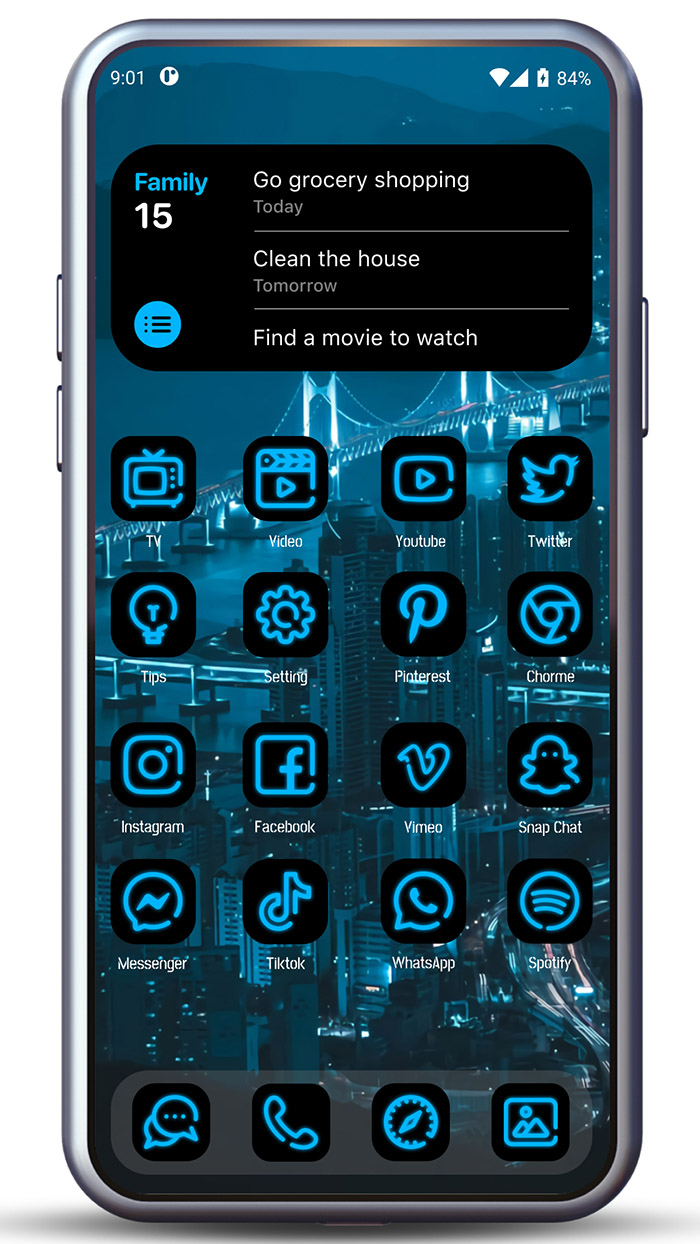 9:01
84%
Family
15
Go grocery shopping
Today
Clean the house
Tomorrow
Find a movie to watch
TV Video Youtube Twitter
Tips Setting Pinterest Chorme
Instagram Facebook Vimeo Snap Chat
Messenger Tiktok WhatsApp Spotify